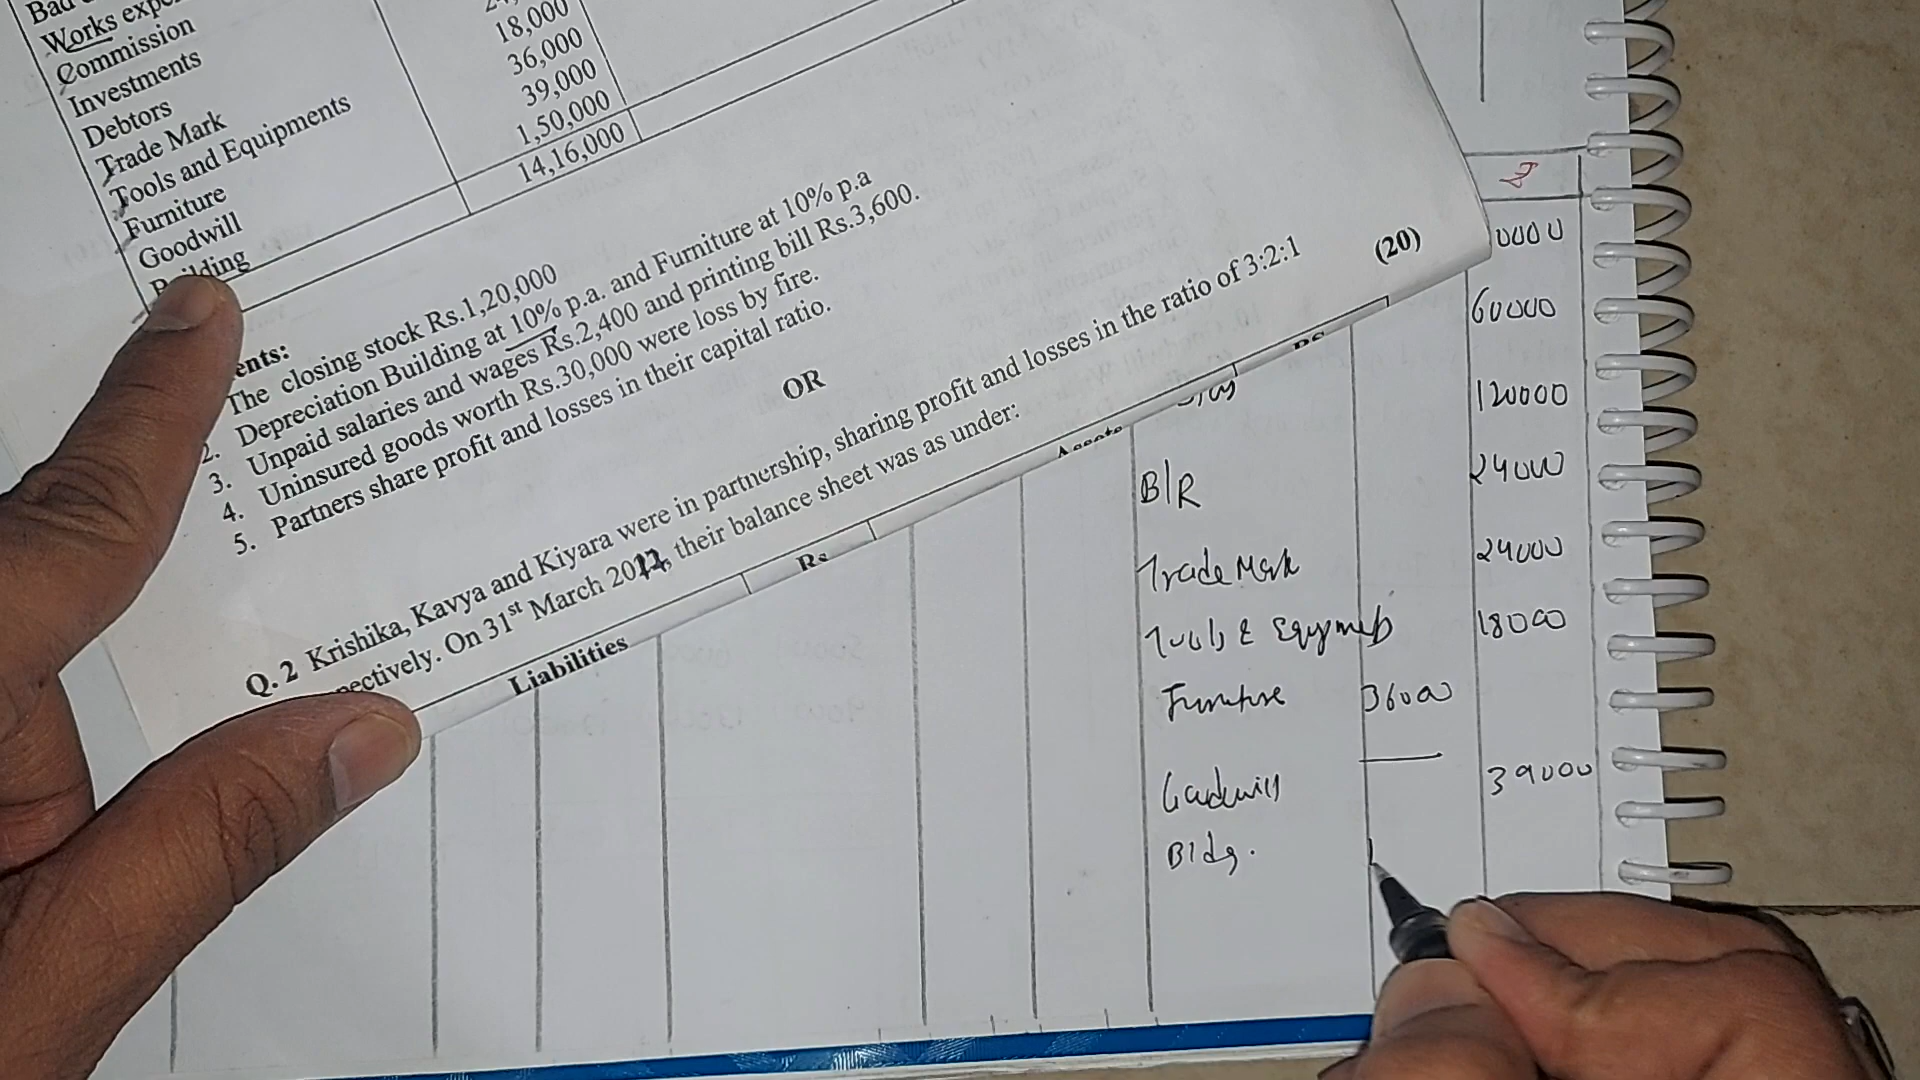 Works
Commission 18,000
Investments 36,000
Debtors 39,000
Trade Mark 1,50,000
Tools and Equipments 14,16,000
Furniture
Goodwill
ding
ents:
The closing stock Rs.1,20,000
2. Depreciation Building at 10% p.a. and Furniture at 10% p.a
3. Unpaid salaries and wages Rs.2,400 and printing bill Rs.3,600.
4. Uninsured goods worth Rs.30,000 were loss by fire.
5. Partners share profit and losses in their capital ratio.
(20)
OR
Q. 2 Krishika, Kavya and Kiyara were in partnership, sharing profit and losses in the ratio of 3:2:1
pectively. On 31st March 2012, their balance sheet was as under:
Liabilities Rs Assets Rs
60000
120000
B/R 24000
Trade Mark 24000
Tools & Equipments 18000
Furniture 36000
Goodwill 39000
Bldg.